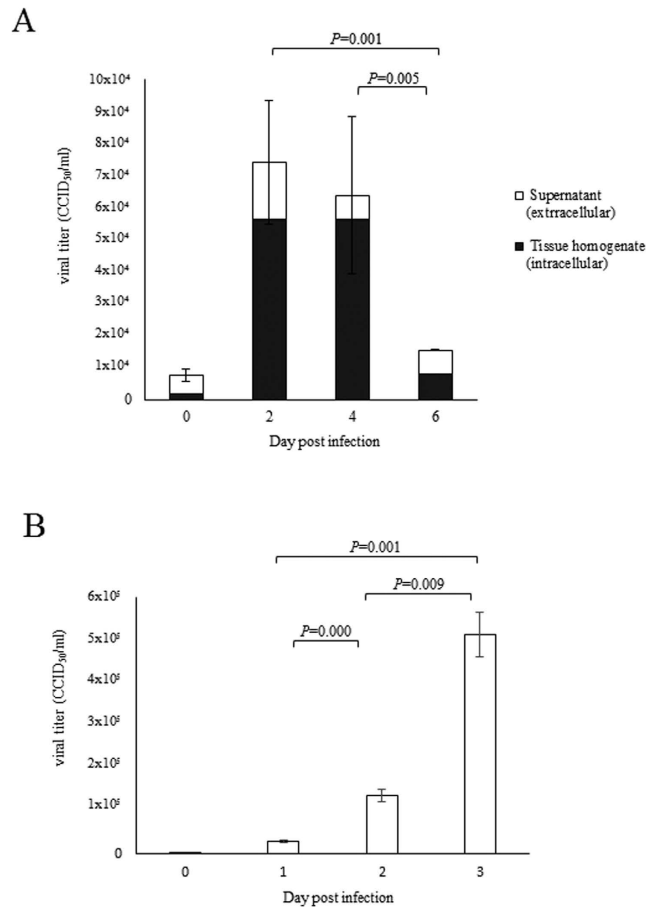 A
P=0.001
P=0.005
10x10⁴
9x10⁴
8x10⁴
7x10⁴
6x10⁴
5x10⁴
4x10⁴
3x10⁴
2x10⁴
1x10⁴
0
viral titer (CCID₅₀/ml)
0 2 4 6
Day post infection
Supernatant
(extrracellular)
Tissue homogenate
(intracellular)
B
P=0.001
P=0.009
P=0.000
6x10⁵
5x10⁵
4x10⁵
3x10⁵
2x10⁵
1x10⁵
0
viral titer (CCID₅₀/ml)
0 1 2 3
Day post infection